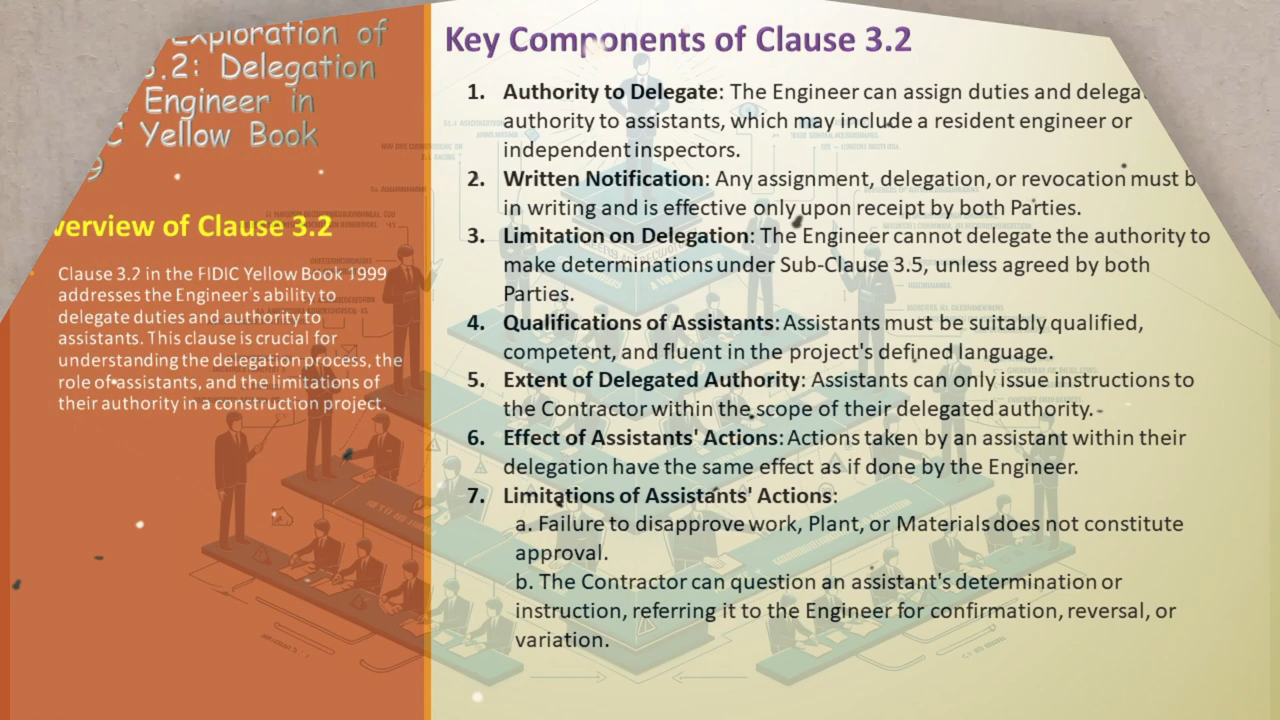 Exploration of
3.2: Delegation
Engineer in
Yellow Book
9
verview of Clause 3.2
Clause 3.2 in the FIDIC Yellow Book 1999
addresses the Engineer's ability to
delegate duties and authority to
assistants. This clause is crucial for
understanding the delegation process, the
role of assistants, and the limitations of
their authority in a construction project.
Key Components of Clause 3.2
1. Authority to Delegate: The Engineer can assign duties and delega
authority to assistants, which may include a resident engineer or
independent inspectors.
2. Written Notification: Any assignment, delegation, or revocation must b
in writing and is effective only upon receipt by both Parties.
3. Limitation on Delegation: The Engineer cannot delegate the authority to
make determinations under Sub-Clause 3.5, unless agreed by both
Parties.
4. Qualifications of Assistants: Assistants must be suitably qualified,
competent, and fluent in the project's defined language.
5. Extent of Delegated Authority: Assistants can only issue instructions to
the Contractor within the scope of their delegated authority.
6. Effect of Assistants' Actions: Actions taken by an assistant within their
delegation have the same effect as if done by the Engineer.
7. Limitations of Assistants' Actions:
a. Failure to disapprove work, Plant, or Materials does not constitute
approval.
b. The Contractor can question an assistant's determination or
instruction, referring it to the Engineer for confirmation, reversal, or
variation.